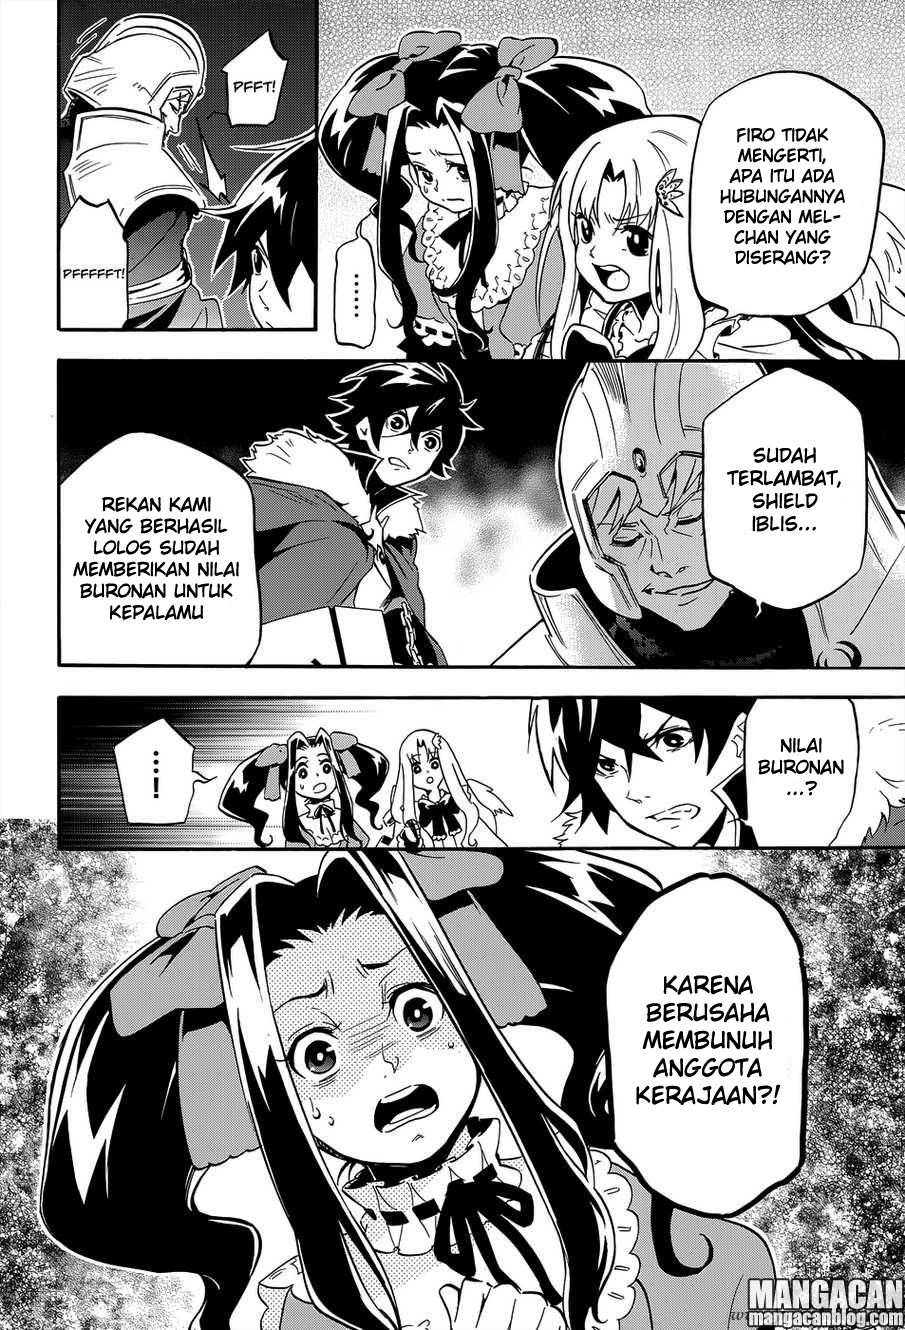 FIRO TIDAK
MENGERTI,
APA ITU ADA
HUBUNGANNYA
DENGAN MEL-
CHAN YANG
DISERANG?
......
PFFT!
PFFFFFT!
SUDAH
TERLAMBAT,
SHIELD
IBLIS...
REKAN KAMI
YANG BERHASIL
LOLOS SUDAH
MEMBERIKAN NILAI
BURONAN UNTUK
KEPALAMU
NILAI
BURONAN
...?
...!
KARENA
BERUSAHA
MEMBUNUH
ANGGOTA
KERAJAAN?!
MANGACAN
mangacanblog.com